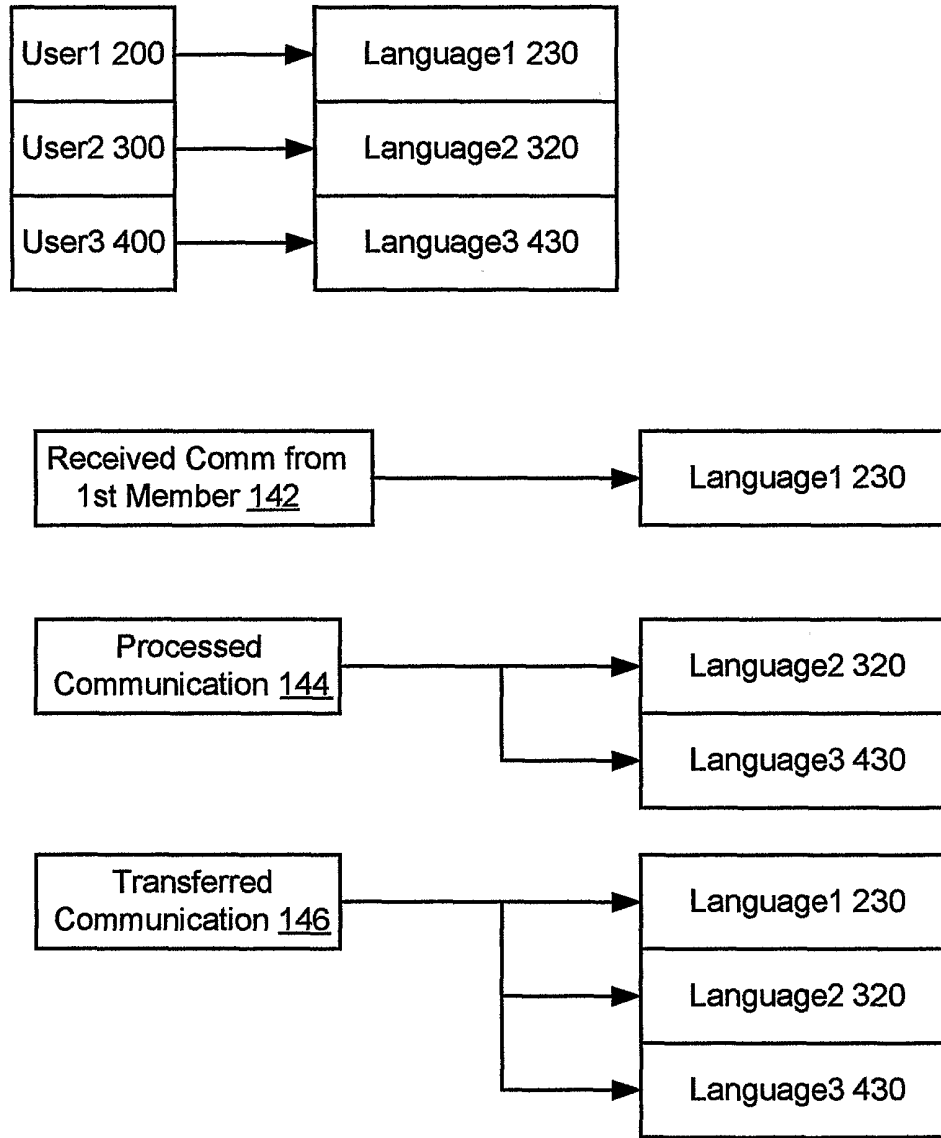 User1 200
Language1 230
User2 300
Language2 320
User3 400
Language3 430
Received Comm from
1st Member 142
Language1 230
Processed
Communication 144
Language2 320
Language3 430
Transferred
Communication 146
Language1 230
Language2 320
Language3 430